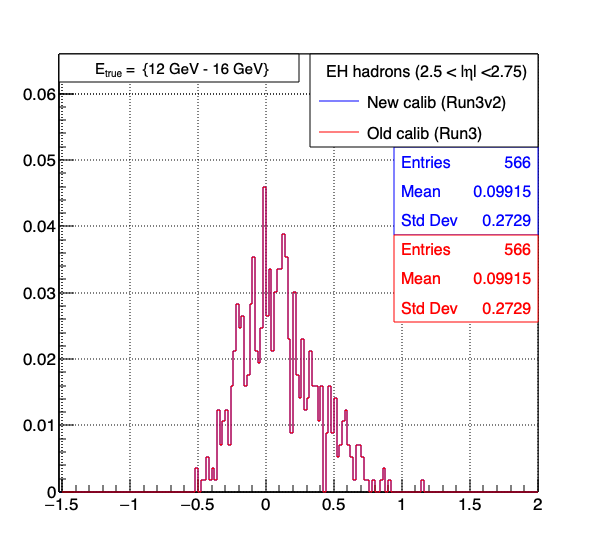 E_true = {12 GeV - 16 GeV}
EH hadrons (2.5 < |η| <2.75)
New calib (Run3v2)
Old calib (Run3)
Entries 566
Mean 0.09915
Std Dev 0.2729
Entries 566
Mean 0.09915
Std Dev 0.2729
0.06
0.05
0.04
0.03
0.02
0.01
0
−1.5 −1 −0.5 0 0.5 1 1.5 2